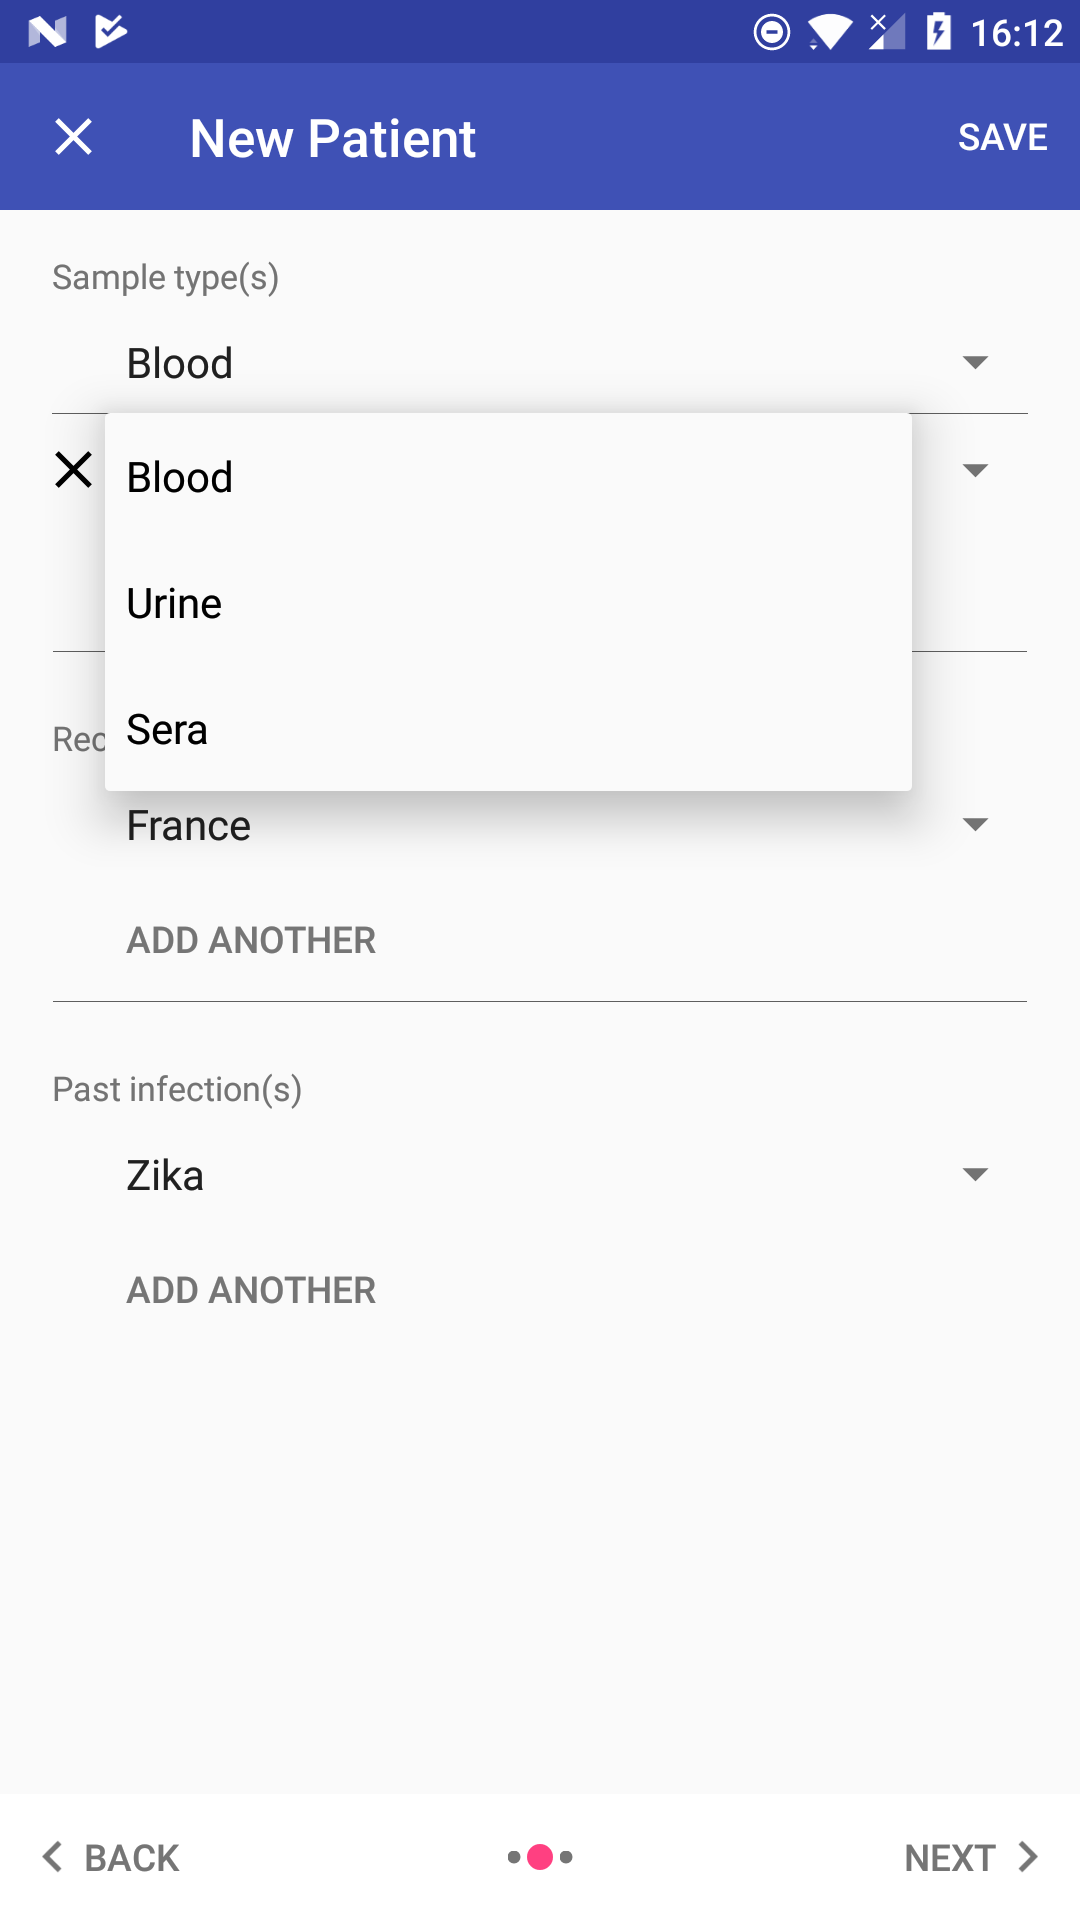 16:12
New Patient
SAVE
Sample type(s)
Blood
Blood
Urine
Sera
Rec
France
ADD ANOTHER
Past infection(s)
Zika
ADD ANOTHER
BACK
NEXT